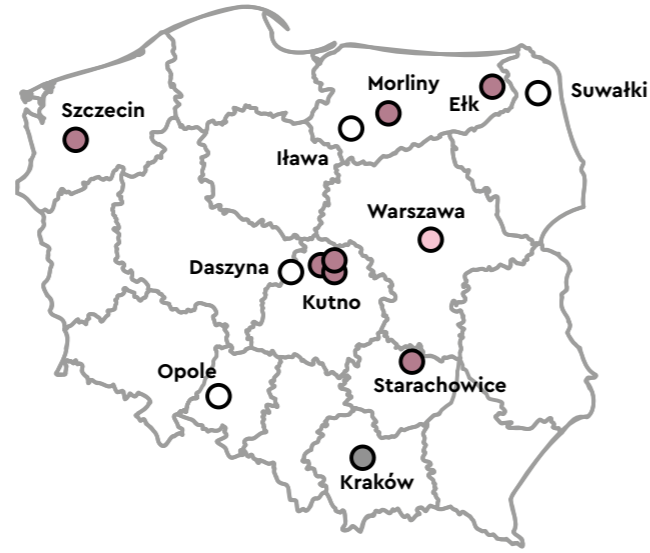 Morliny
Suwałki
Ełk
Szczecin
Iława
Warszawa
Daszyna
Kutno
Opole
Starachowice
Kraków